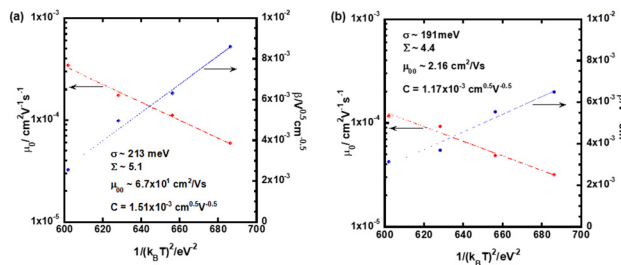 (a)
1x10⁻³
1x10⁻⁴
1x10⁻⁵
μ₀/ cm²V⁻¹s⁻¹
1x10⁻²
8x10⁻³
6x10⁻³
4x10⁻³
2x10⁻³
0
β/V⁻⁰·⁵cm⁻⁰·⁵
σ ~ 213 meV
Σ ~ 5.1
μ₀₀ ~ 6.7x10¹ cm²/Vs
C = 1.51x10⁻³ cm⁰·⁵V⁻⁰·⁵
600 620 640 660 680 700
1/(k_BT)²/eV⁻²
(b)
1x10⁻³
1x10⁻⁴
1x10⁻⁵
μ₀/ cm²V⁻¹s⁻¹
1x10⁻²
8x10⁻³
6x10⁻³
4x10⁻³
2x10⁻³
0
σ ~ 191meV
Σ ~ 4.4
μ₀₀ ~ 2.16 cm²/Vs
C = 1.17x10⁻³ cm⁰·⁵V⁻⁰·⁵
600 620 640 660 680 700
1/(k_BT)²/eV⁻²